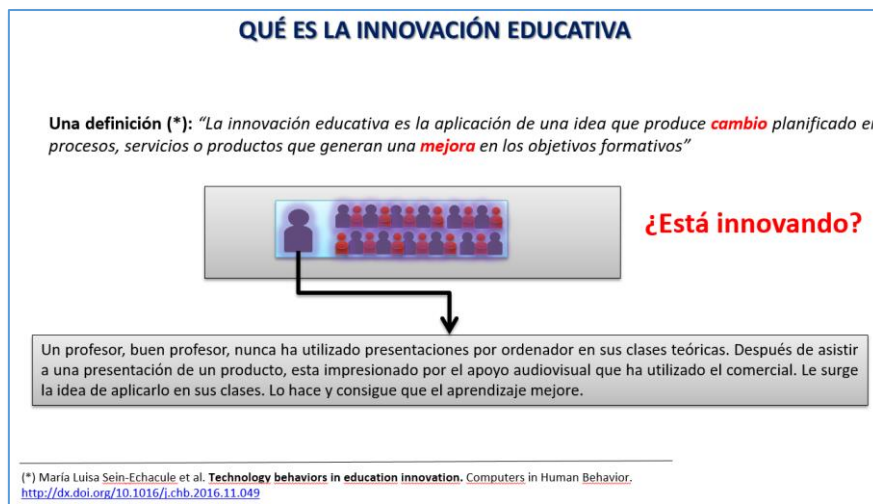 QUÉ ES LA INNOVACIÓN EDUCATIVA
Una definición (*): “La innovación educativa es la aplicación de una idea que produce cambio planificado en
procesos, servicios o productos que generan una mejora en los objetivos formativos”
¿Está innovando?
Un profesor, buen profesor, nunca ha utilizado presentaciones por ordenador en sus clases teóricas. Después de asistir
a una presentación de un producto, esta impresionado por el apoyo audiovisual que ha utilizado el comercial. Le surge
la idea de aplicarlo en sus clases. Lo hace y consigue que el aprendizaje mejore.
(*) María Luisa Sein-Echacule et al. Technology behaviors in education innovation. Computers in Human Behavior.
http://dx.doi.org/10.1016/j.chb.2016.11.049